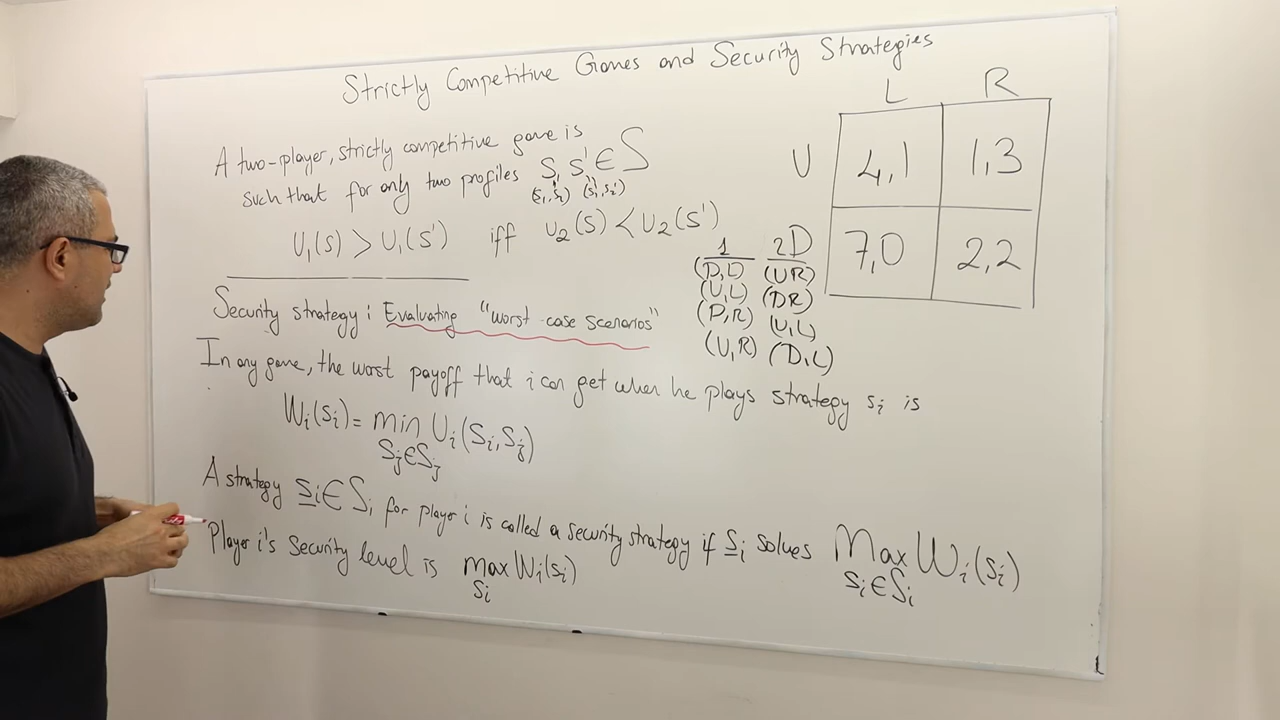 Strictly Competitive Games and Security Strategies
A two-player, strictly competitive game is
such that for any two profiles s, s' ∈ S
(s₁, s₂) (s₁', s₂')
U₁(s) > U₁(s') iff U₂(s) < U₂(s')
Security strategy: Evaluating "worst case scenarios"
In any game, the worst payoff that i can get when he plays strategy sᵢ is
Wᵢ(sᵢ) = min Uᵢ(sᵢ, sⱼ)
sⱼ∈Sⱼ
A strategy s̲ᵢ ∈ Sᵢ for player i is called a security strategy if s̲ᵢ solves Max Wᵢ(sᵢ)
sᵢ∈Sᵢ
Player i's Security level is max Wᵢ(sᵢ)
sᵢ
L R
U 4,1 1,3
D 7,0 2,2
1 2
(D,L) (U,R)
(U,L) (D,R)
(D,R) (U,L)
(U,R) (D,L)